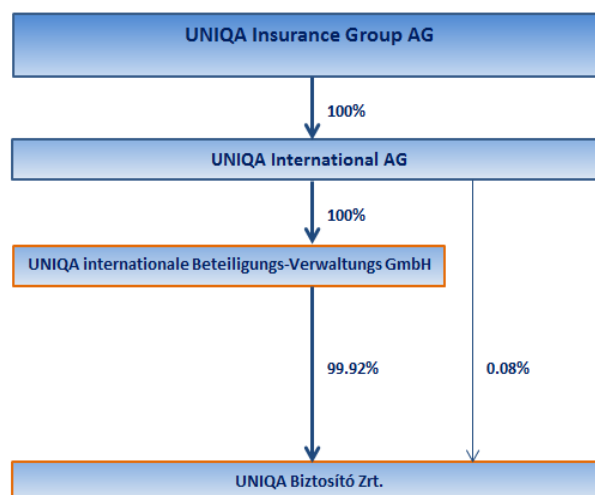 UNIQA Insurance Group AG
100%
UNIQA International AG
100%
UNIQA internationale Beteiligungs-Verwaltungs GmbH
99.92%
0.08%
UNIQA Biztosító Zrt.